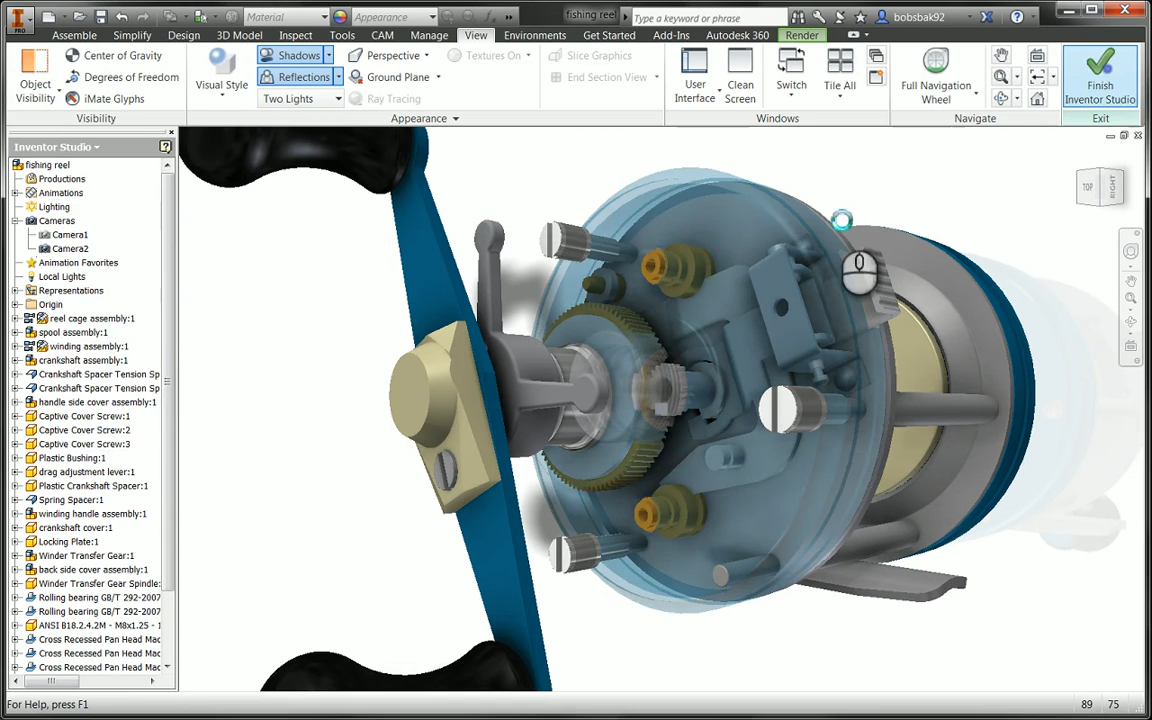 Material
Appearance
fishing reel
Type a keyword or phrase
bobsbak92
PRO
Assemble
Simplify
Design
3D Model
Inspect
Tools
CAM
Manage
View
Environments
Get Started
Add-Ins
Autodesk 360
Render
Object
Visibility
Center of Gravity
Degrees of Freedom
iMate Glyphs
Visibility
Visual Style
Shadows
Reflections
Two Lights
Perspective
Ground Plane
Ray Tracing
Textures On
Slice Graphics
End Section View
Appearance
User
Interface
Clean
Screen
Switch
Tile All
Windows
Full Navigation
Wheel
Navigate
Finish
Inventor Studio
Exit
Inventor Studio
fishing reel
Productions
Animations
Lighting
Cameras
Camera1
Camera2
Animation Favorites
Local Lights
Representations
Origin
reel cage assembly:1
spool assembly:1
winding assembly:1
crankshaft assembly:1
Crankshaft Spacer Tension Sp
Crankshaft Spacer Tension Sp
handle side cover assembly:1
Captive Cover Screw:1
Captive Cover Screw:2
Captive Cover Screw:3
Plastic Bushing:1
drag adjustment lever:1
Plastic Crankshaft Spacer:1
Spring Spacer:1
winding handle assembly:1
crankshaft cover:1
Locking Plate:1
Winder Transfer Gear:1
back side cover assembly:1
Winder Transfer Gear Spindle:
Rolling bearing GB/T 292-2007
Rolling bearing GB/T 292-2007
ANSI B18.2.4.2M - M8x1.25 - 1
Cross Recessed Pan Head Mac
Cross Recessed Pan Head Mac
Cross Recessed Pan Head Mac
TOP
RIGHT
For Help, press F1
89
75